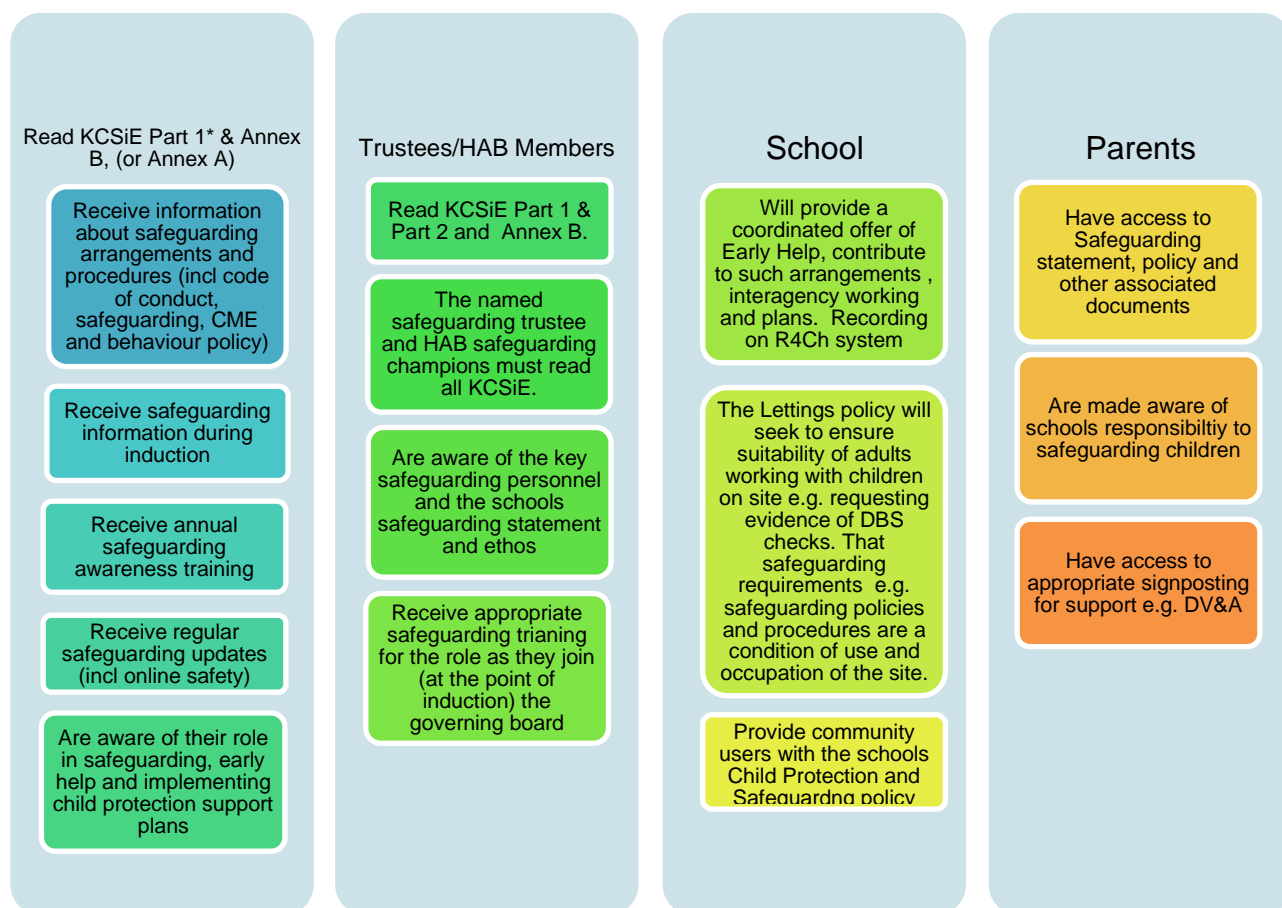 Read KCSiE Part 1* & Annex
B, (or Annex A)
Receive information
about safeguarding
arrangements and
procedures (incl code
of conduct,
safeguarding, CME
and behaviour policy)
Receive safeguarding
information during
induction
Receive annual
safeguarding
awareness training
Receive regular
safeguarding updates
(incl online safety)
Are aware of their role
in safeguarding, early
help and implementing
child protection support
plans
Trustees/HAB Members
Read KCSiE Part 1 &
Part 2 and Annex B.
The named
safeguarding trustee
and HAB safeguarding
champions must read
all KCSiE.
Are aware of the key
safeguarding personnel
and the schools
safeguarding statement
and ethos
Receive appropriate
safeguarding trianing
for the role as they join
(at the point of
induction) the
governing board
School
Will provide a
coordinated offer of
Early Help, contribute
to such arrangements ,
interagency working
and plans. Recording
on R4Ch system
The Lettings policy will
seek to ensure
suitability of adults
working with children
on site e.g. requesting
evidence of DBS
checks. That
safeguarding
requirements e.g.
safeguarding policies
and procedures are a
condition of use and
occupation of the site.
Provide community
users with the schools
Child Protection and
Safeguardng policy
Parents
Have access to
Safeguarding
statement, policy and
other associated
documents
Are made aware of
schools responsibiltiy to
safeguarding children
Have access to
appropriate signposting
for support e.g. DV&A